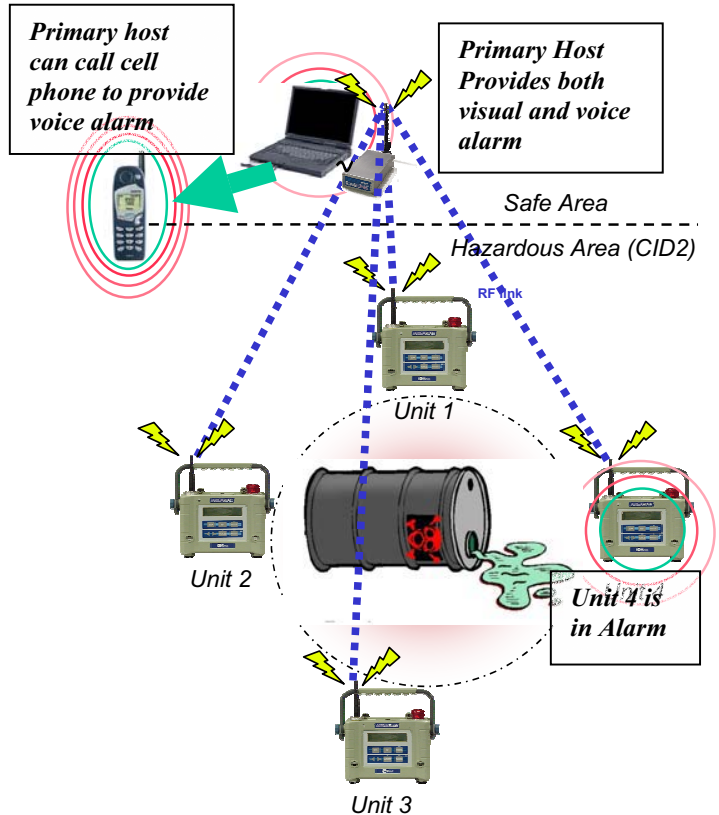 Primary host
can call cell
phone to provide
voice alarm
Primary Host
Provides both
visual and voice
alarm
Safe Area
Hazardous Area (CID2)
RF link
Unit 1
Unit 2
Unit 4 is
in Alarm
Unit 3